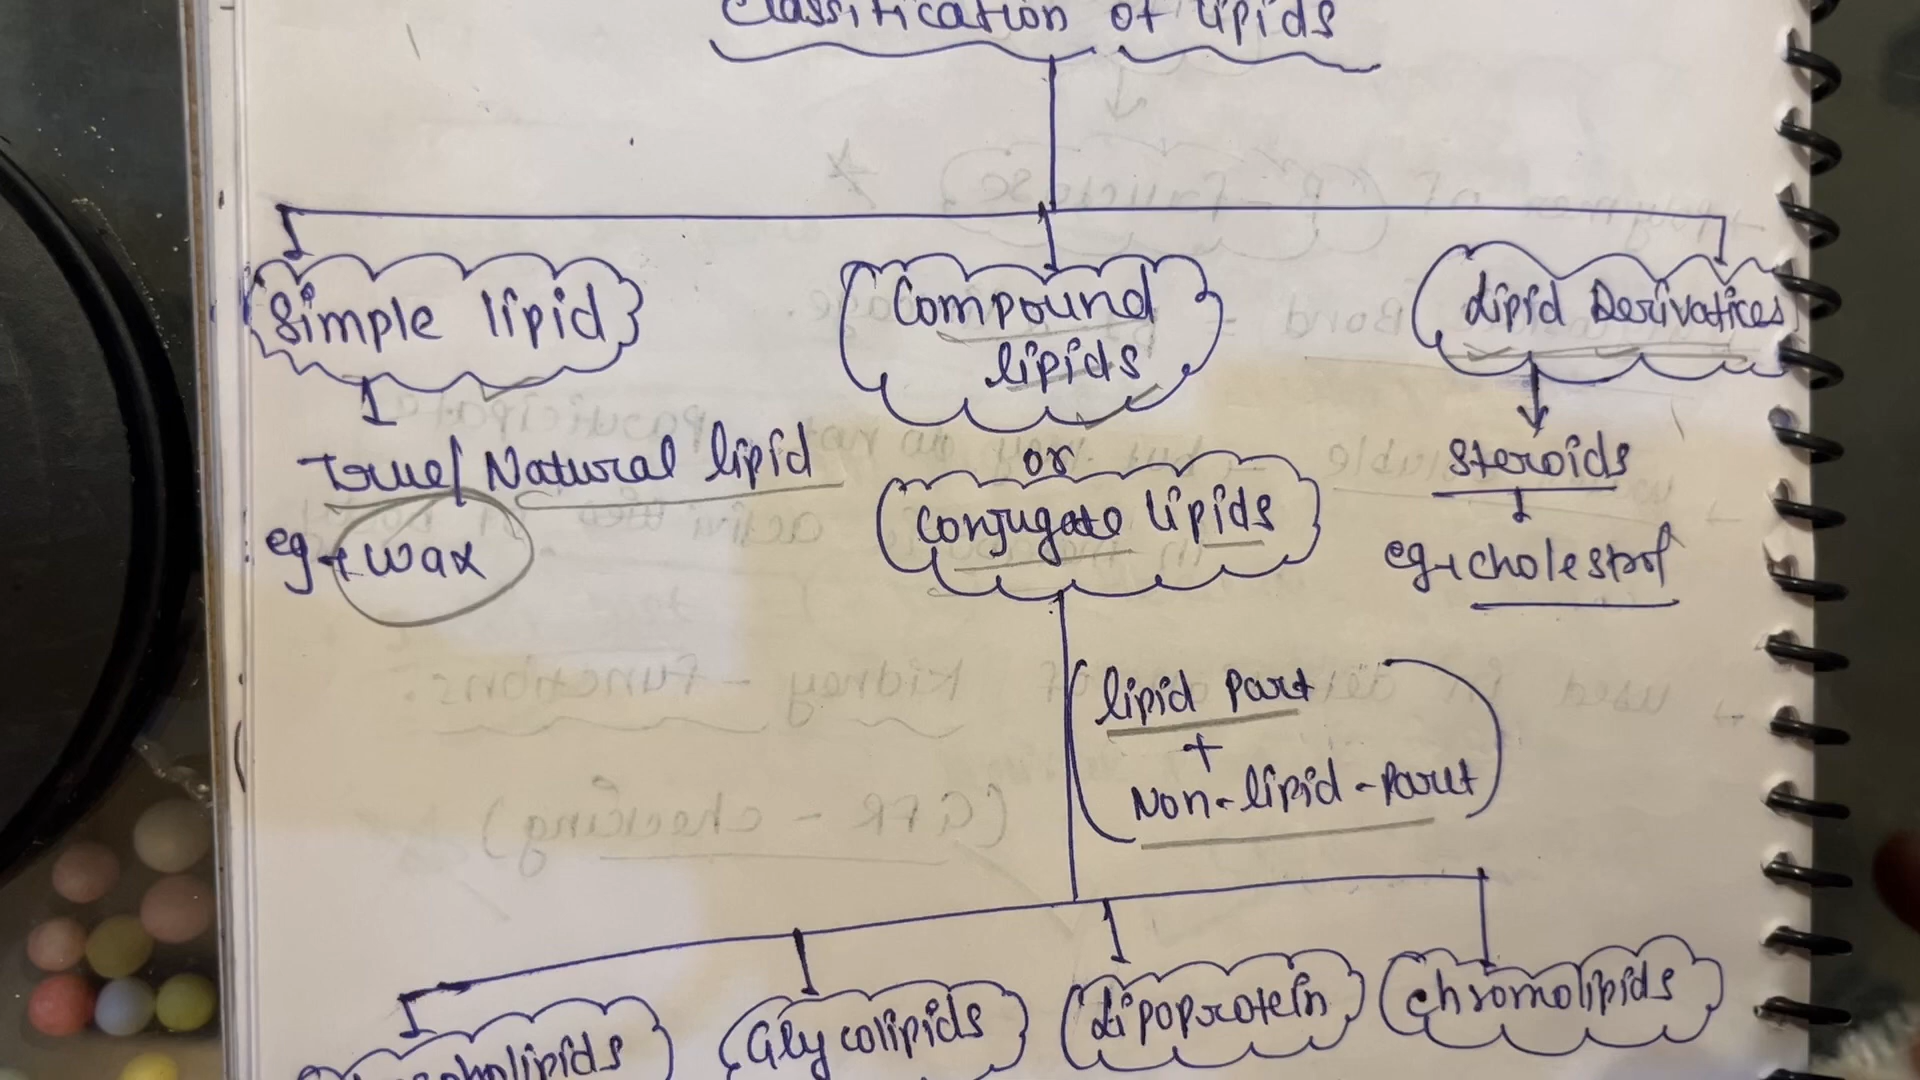 Classification of lipids
Simple lipid
Compound
lipids
Lipid Derivatices
True/Natural lipid
eg→ wax
or
Conjugate lipids
Steroids
eg→ cholestrol
lipid Part
+
Non-lipid-Part
Glycolipids
Lipoprotein
Chromolipids